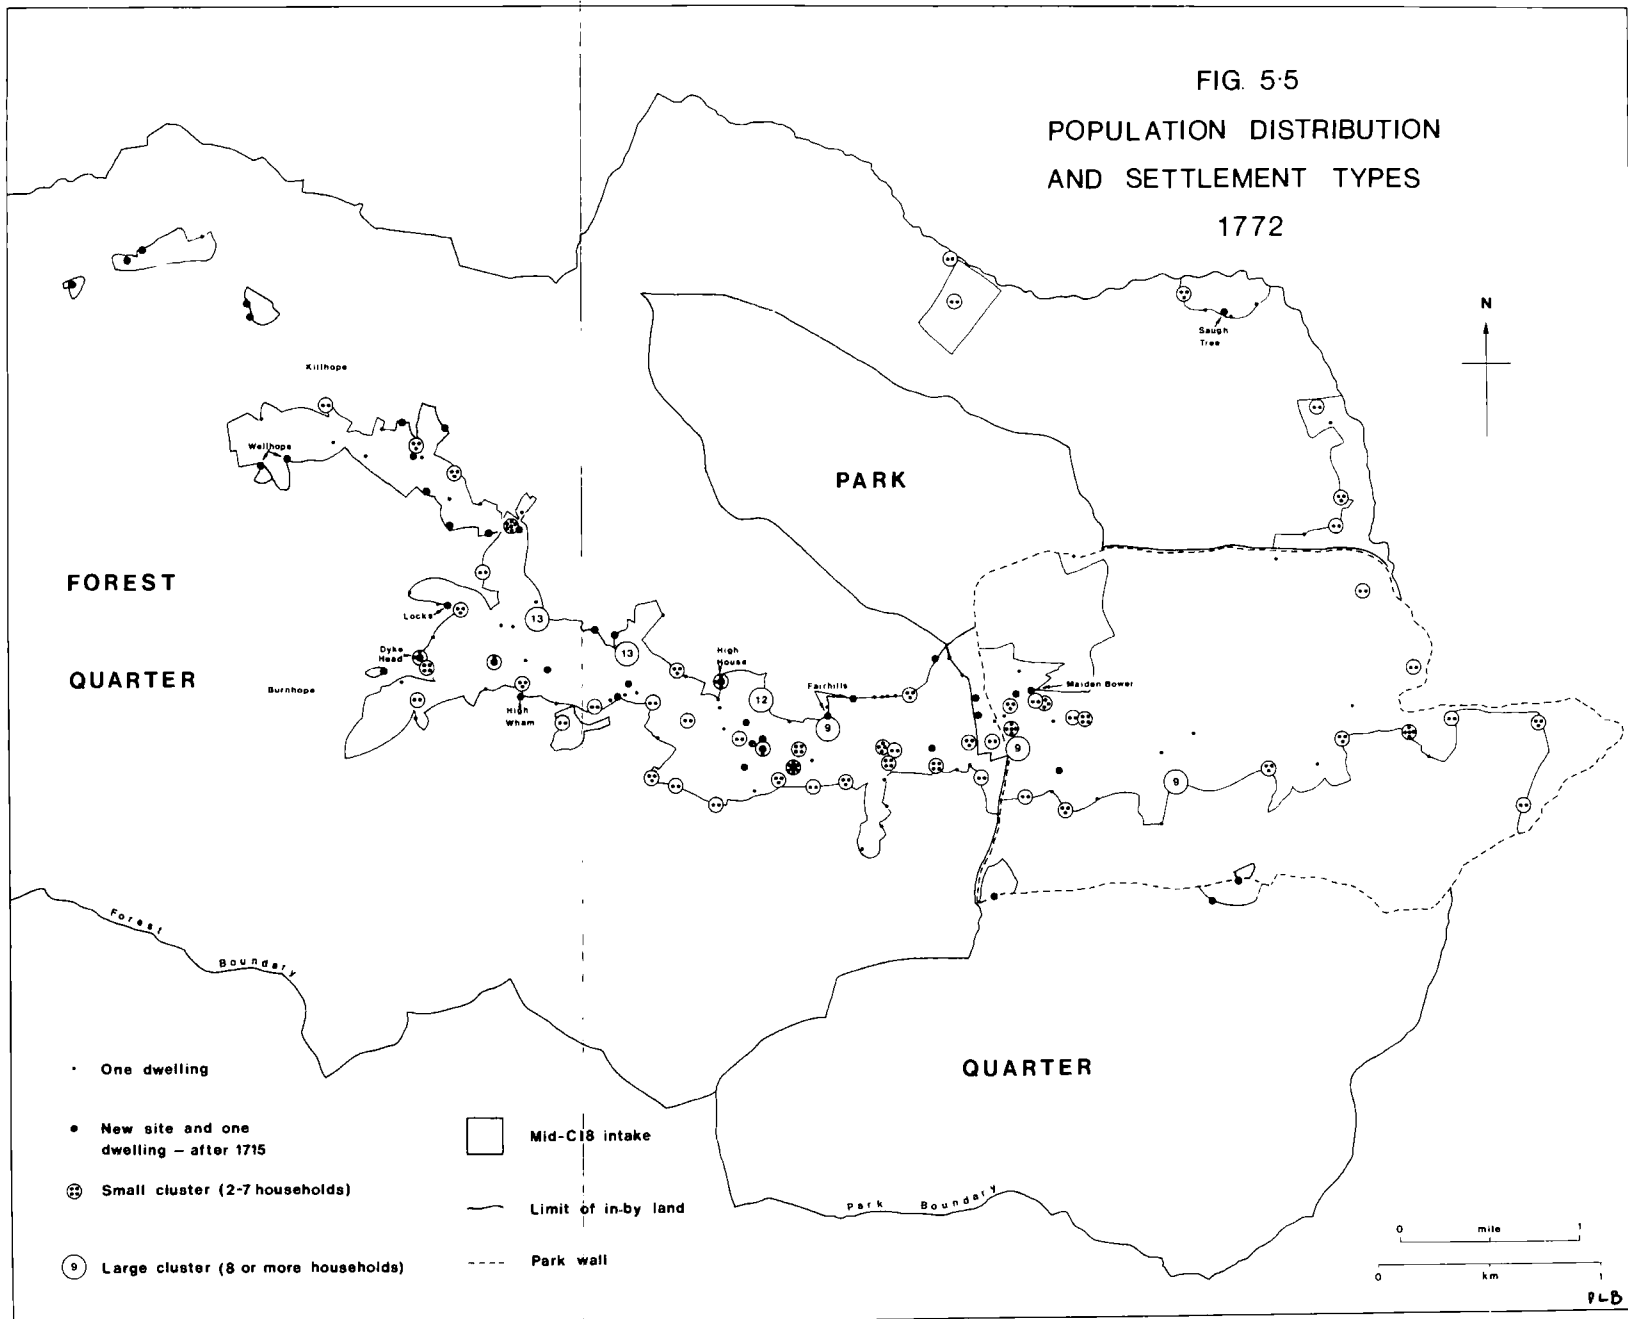 FIG. 5·5
POPULATION DISTRIBUTION
AND SETTLEMENT TYPES
1772
N
Saugh
Tree
Killhope
Wellhope
PARK
FOREST
QUARTER
Locks
Dyke
Head
Burnhope
High
Wham
High
House
Fairhills
Maiden Bower
13
13
12
9
9
9
Forest
Boundary
QUARTER
Park Boundary
One dwelling
New site and one
dwelling – after 1715
Small cluster (2-7 households)
9 Large cluster (8 or more households)
Mid-C18 intake
Limit of in-by land
Park wall
0 mile 1
0 km 1
PLB